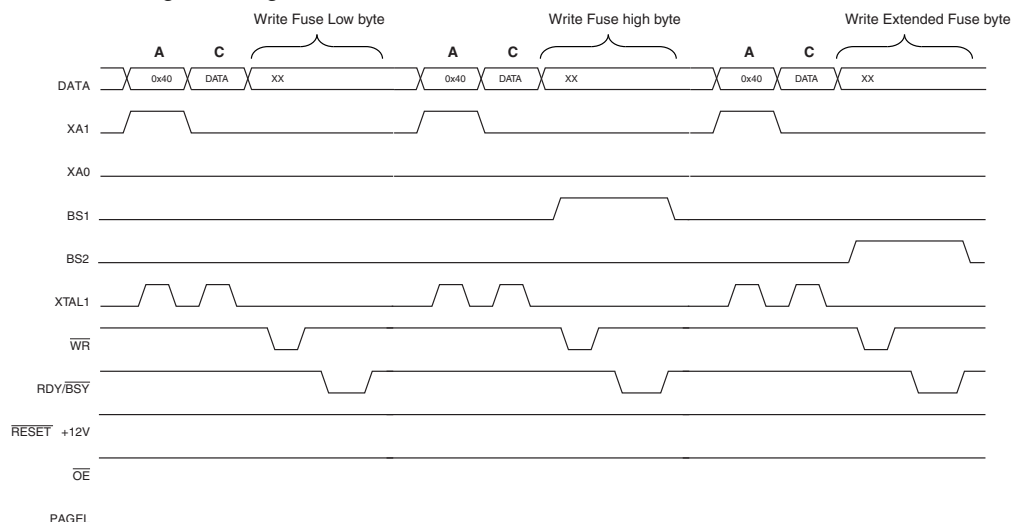 Write Fuse Low byte Write Fuse high byte Write Extended Fuse byte
A C A C A C
DATA 0x40 DATA XX 0x40 DATA XX 0x40 DATA XX
XA1
XA0
BS1
BS2
XTAL1
WR
RDY/BSY
RESET +12V
OE
PAGEL